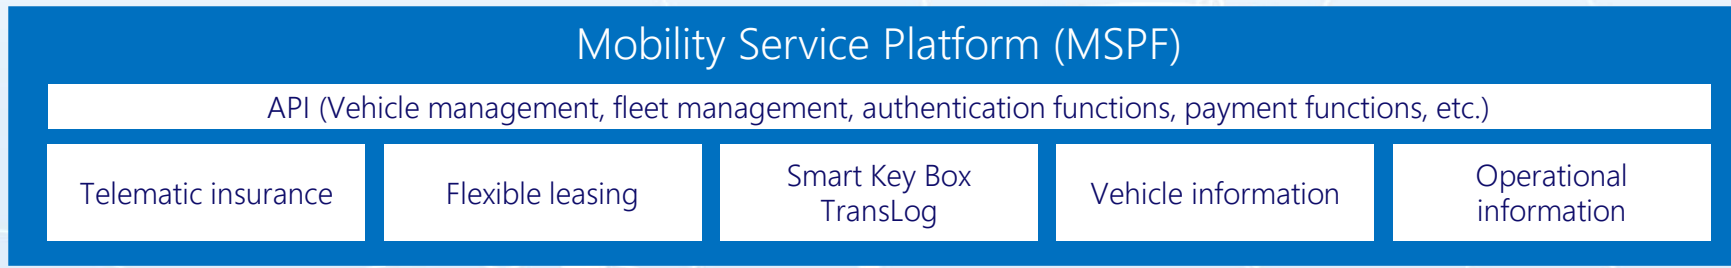 Mobility Service Platform (MSPF)
API (Vehicle management, fleet management, authentication functions, payment functions, etc.)
Telematic insurance
Flexible leasing
Smart Key Box
TransLog
Vehicle information
Operational
information